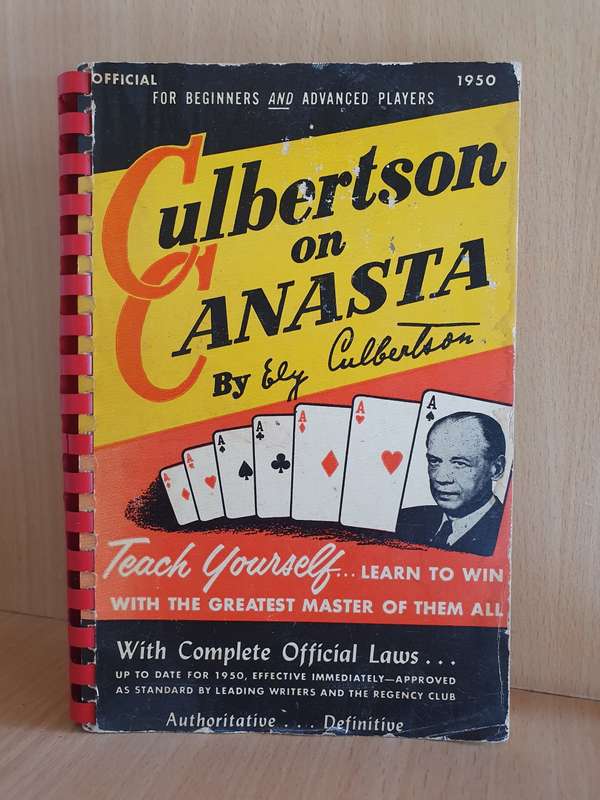 OFFICIAL 1950
FOR BEGINNERS AND ADVANCED PLAYERS
Culbertson
on
CANASTA
By Ely Culbertson
A A A A A A A
Teach Yourself... LEARN TO WIN
WITH THE GREATEST MASTER OF THEM ALL
With Complete Official Laws...
UP TO DATE FOR 1950, EFFECTIVE IMMEDIATELY—APPROVED
AS STANDARD BY LEADING WRITERS AND THE REGENCY CLUB
Authoritative... Definitive